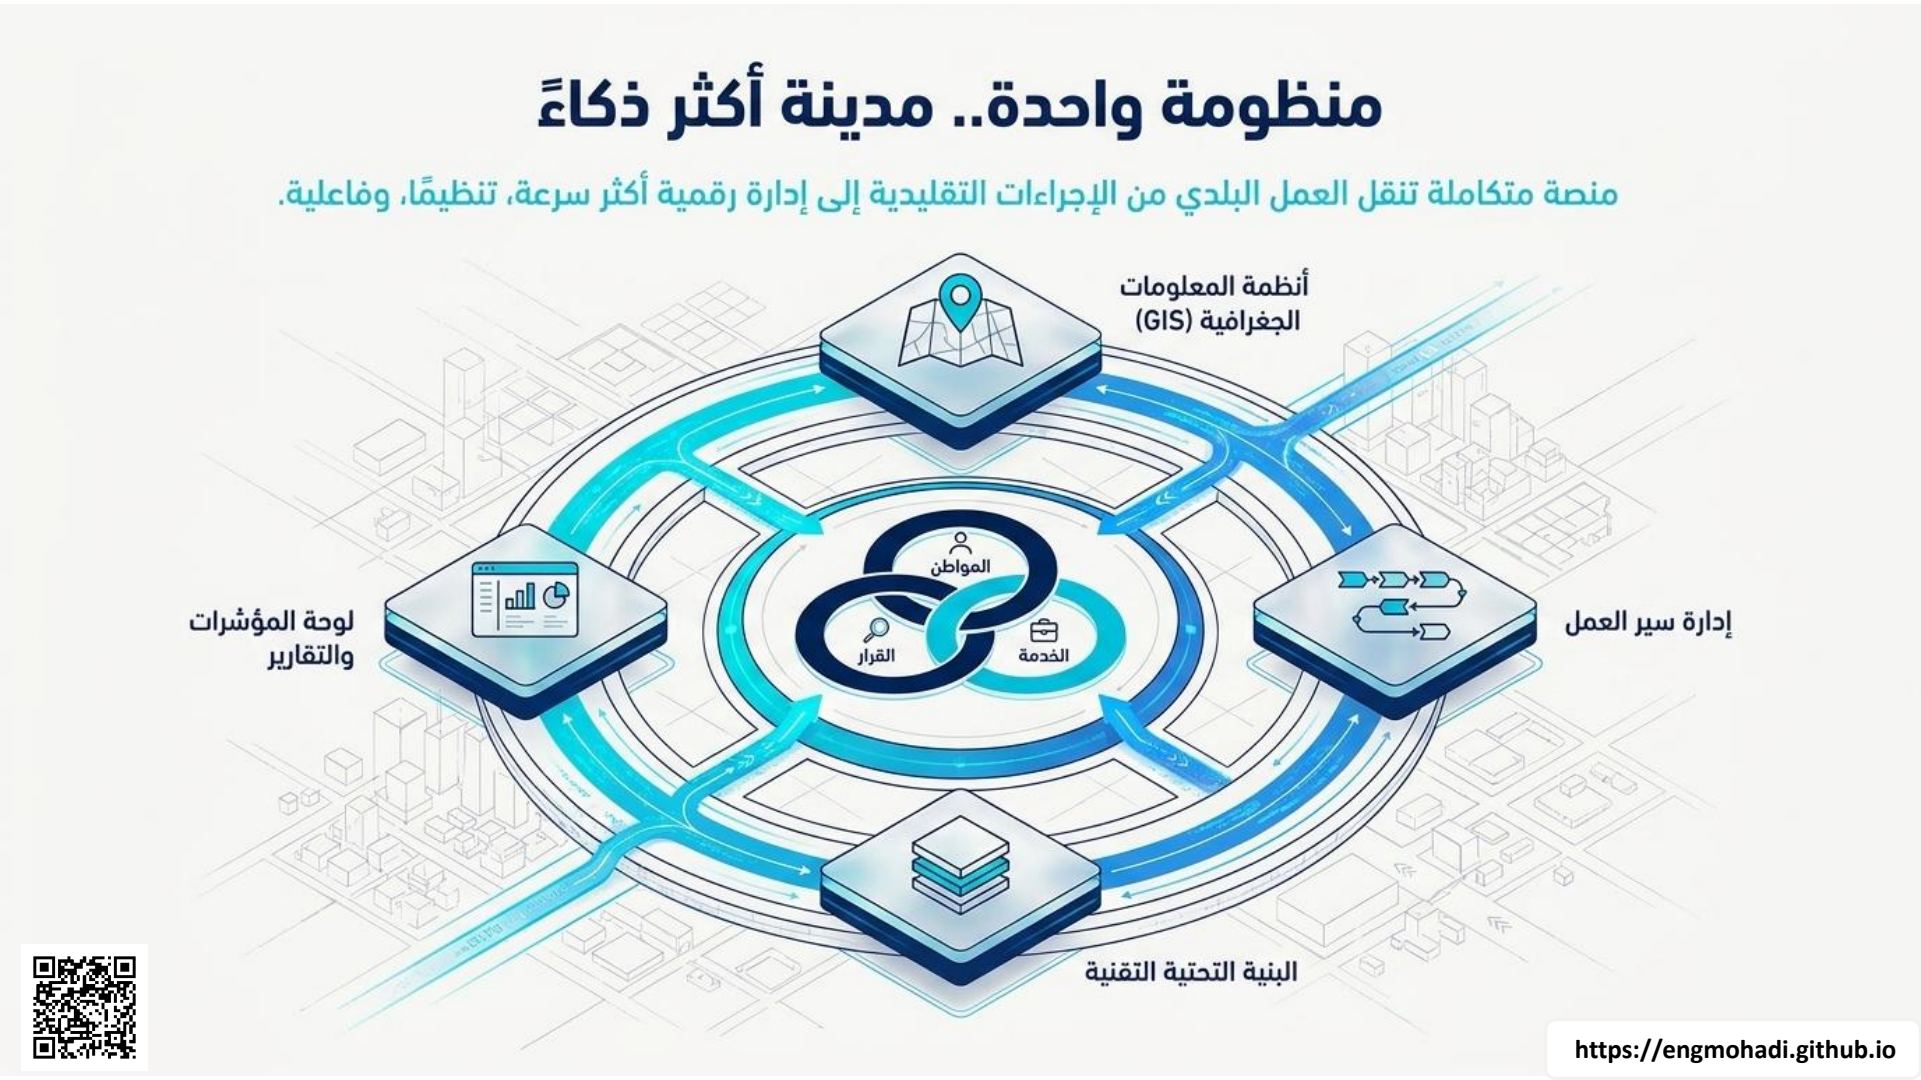 منظومة واحدة.. مدينة أكثر ذكاءً
منصة متكاملة تنقل العمل البلدي من الإجراءات التقليدية إلى إدارة رقمية أكثر سرعة، تنظيمًا، وفاعلية.
أنظمة المعلومات
الجغرافية (GIS)
المواطن
القرار
الخدمة
إدارة سير العمل
لوحة المؤشرات
والتقارير
البنية التحتية التقنية
https://engmohadi.github.io